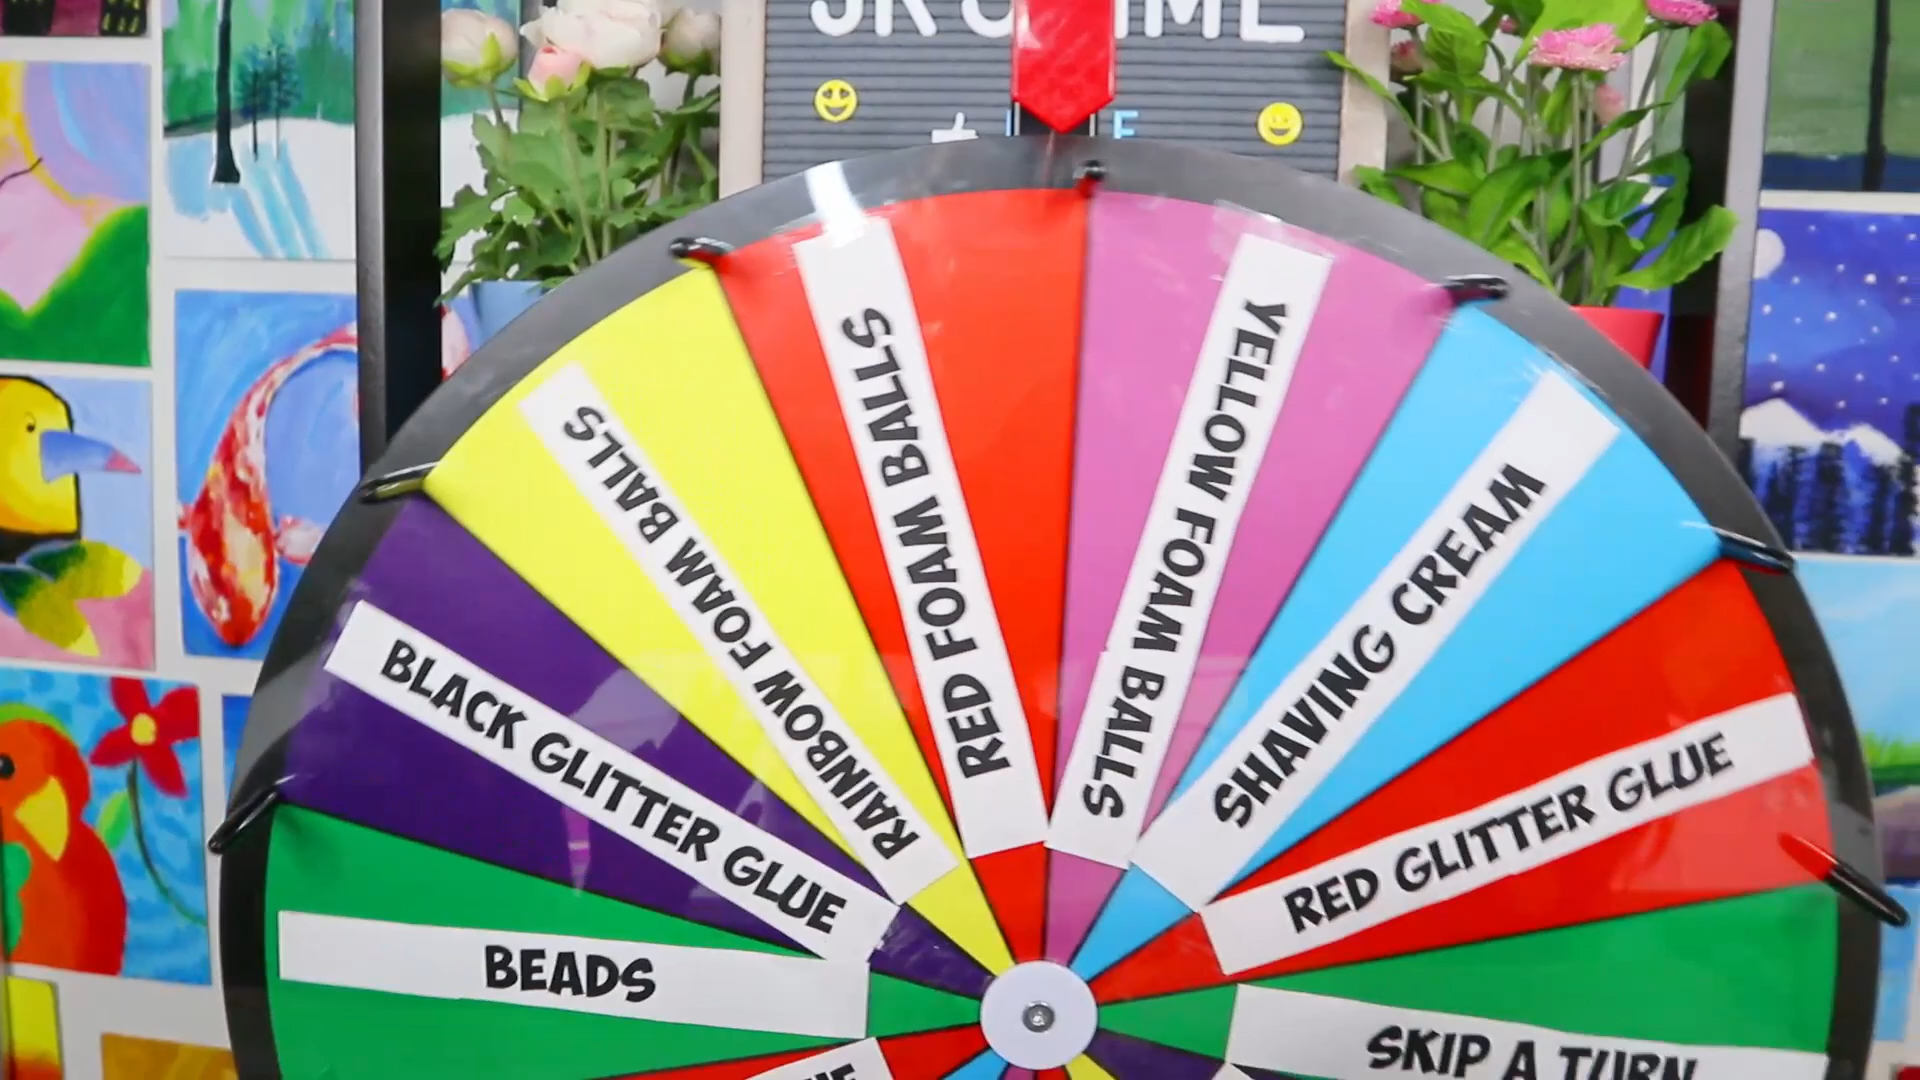 BEADS
BLACK GLITTER GLUE
RAINBOW FOAM BALLS
RED FOAM BALLS
YELLOW FOAM BALLS
SHAVING CREAM
RED GLITTER GLUE
SKIP A TURN